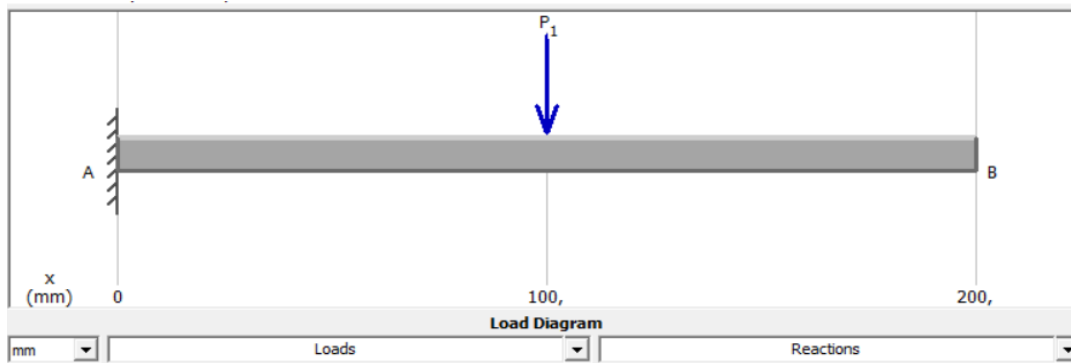 P1
A
B
x
(mm) 0 100, 200,
Load Diagram
mm Loads Reactions